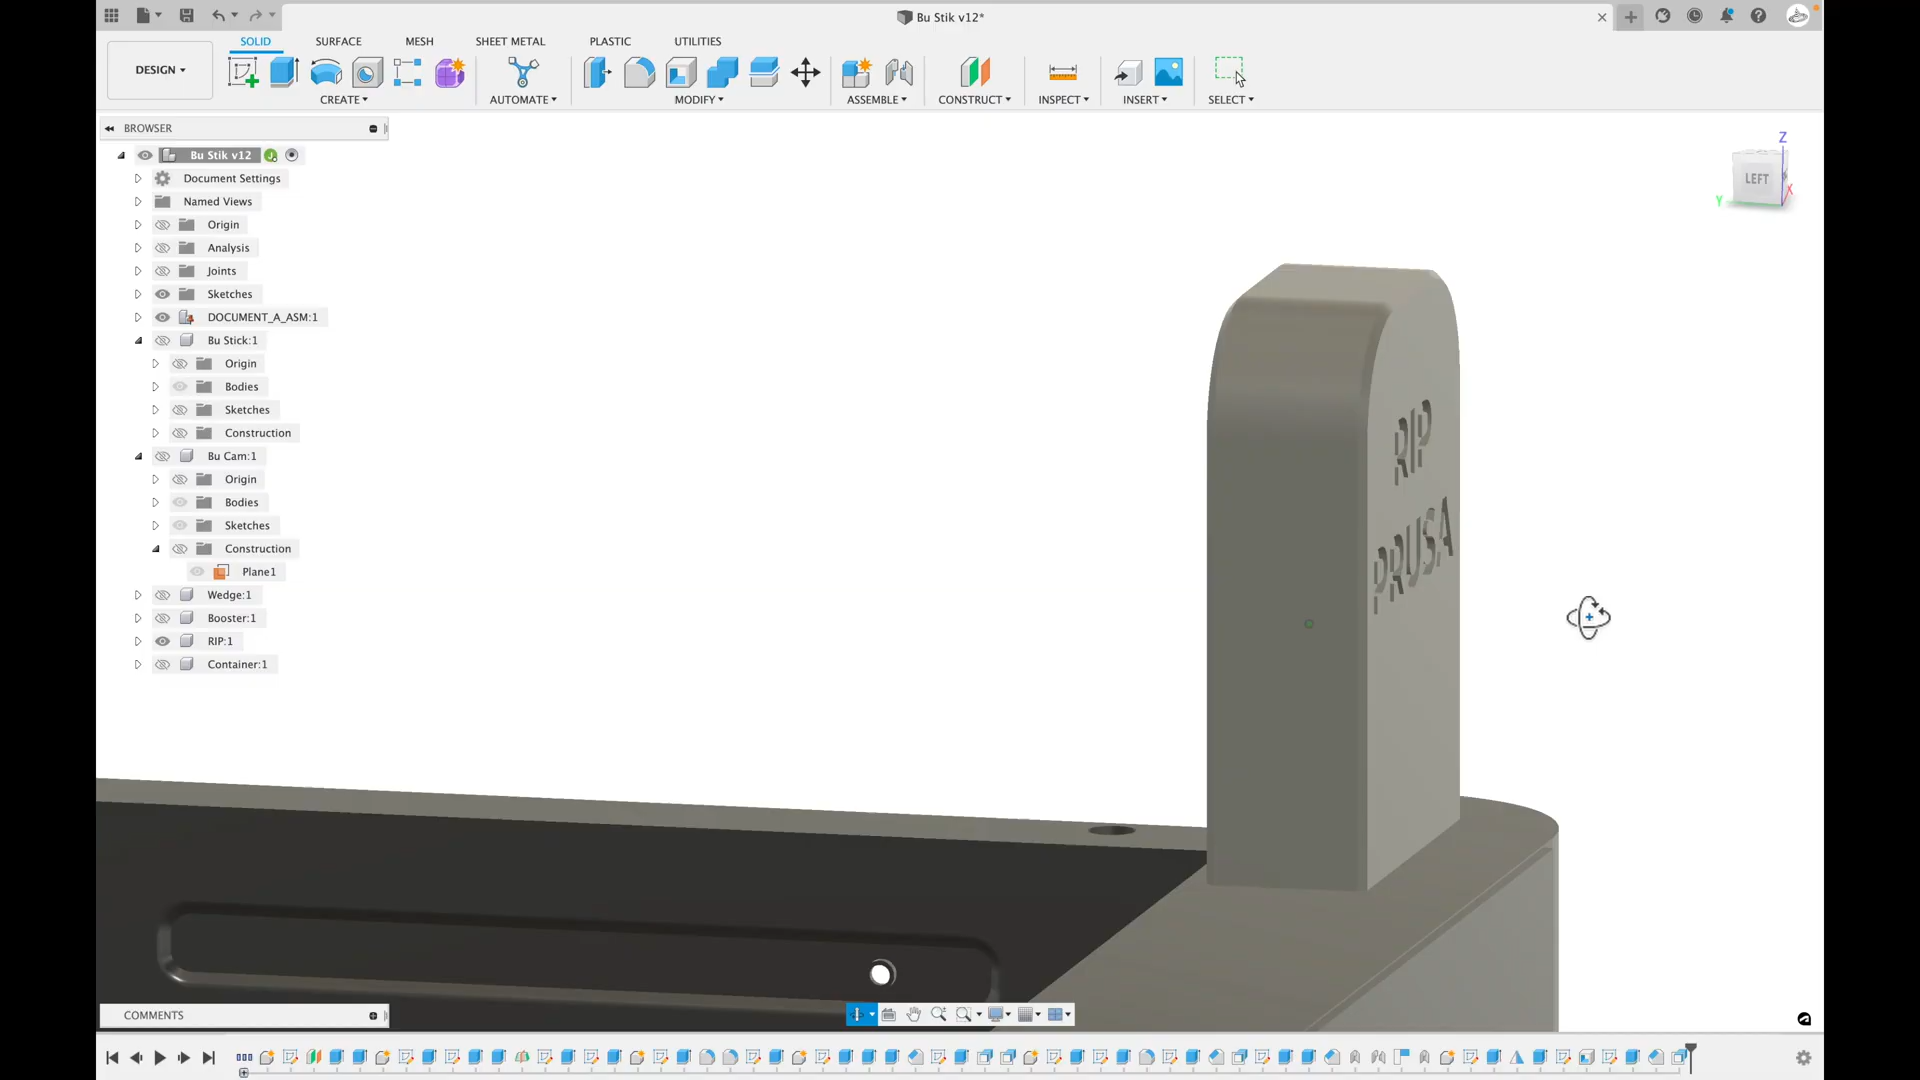 Bu Stik v12*
SOLID
SURFACE
MESH
SHEET METAL
PLASTIC
UTILITIES
DESIGN
CREATE
AUTOMATE
MODIFY
ASSEMBLE
CONSTRUCT
INSPECT
INSERT
SELECT
BROWSER
Bu Stik v12
Document Settings
Named Views
Origin
Analysis
Joints
Sketches
DOCUMENT_A_ASM:1
Bu Stick:1
Origin
Bodies
Sketches
Construction
Bu Cam:1
Origin
Bodies
Sketches
Construction
Plane1
Wedge:1
Booster:1
RIP:1
Container:1
Z
LEFT
X
Y
RIP
PRUSA
COMMENTS